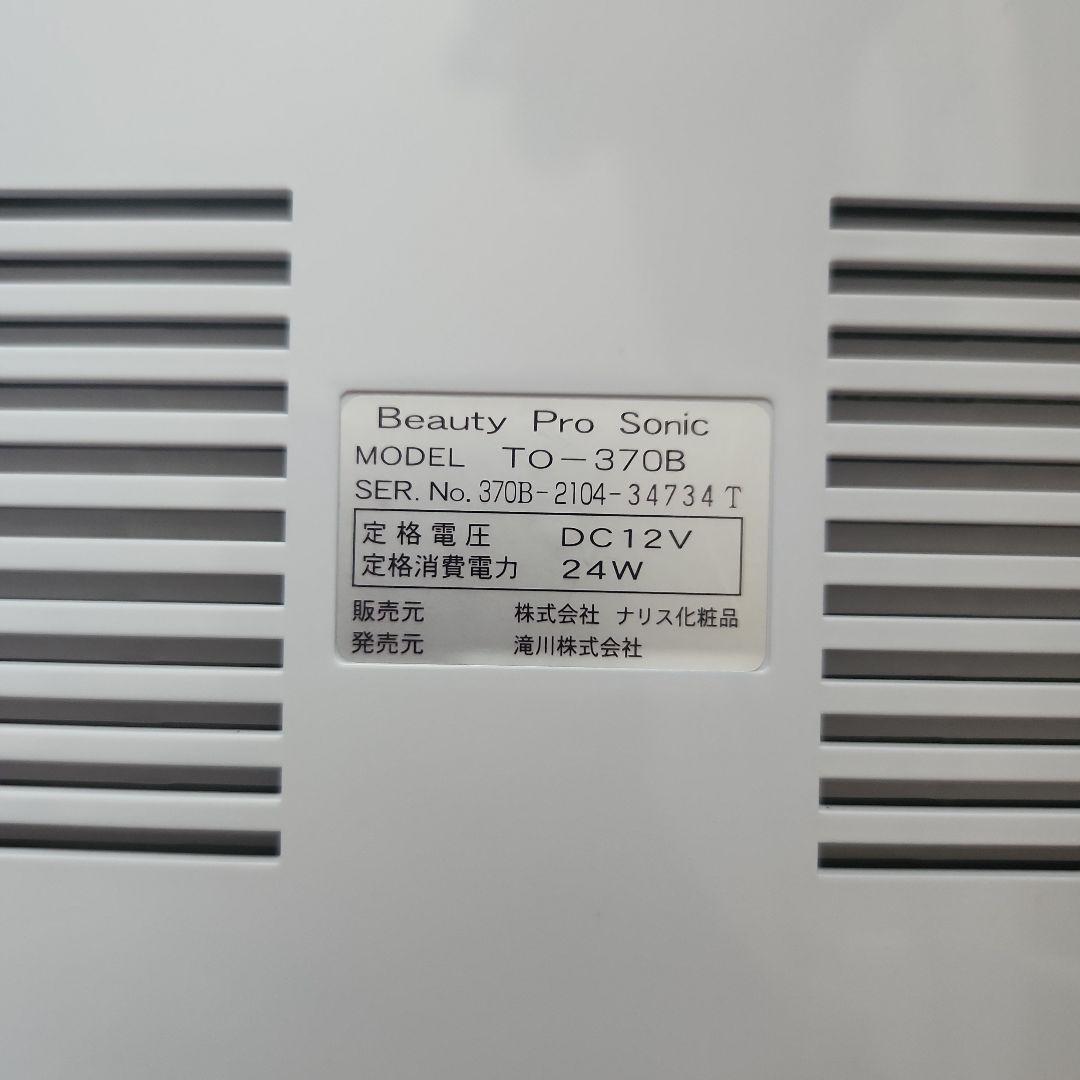 Beauty Pro Sonic
MODEL TO-370B
SER. No. 370B-2104-34734 T
定格電圧 DC12V
定格消費電力 24W
販売元 株式会社 ナリス化粧品
発売元 滝川株式会社